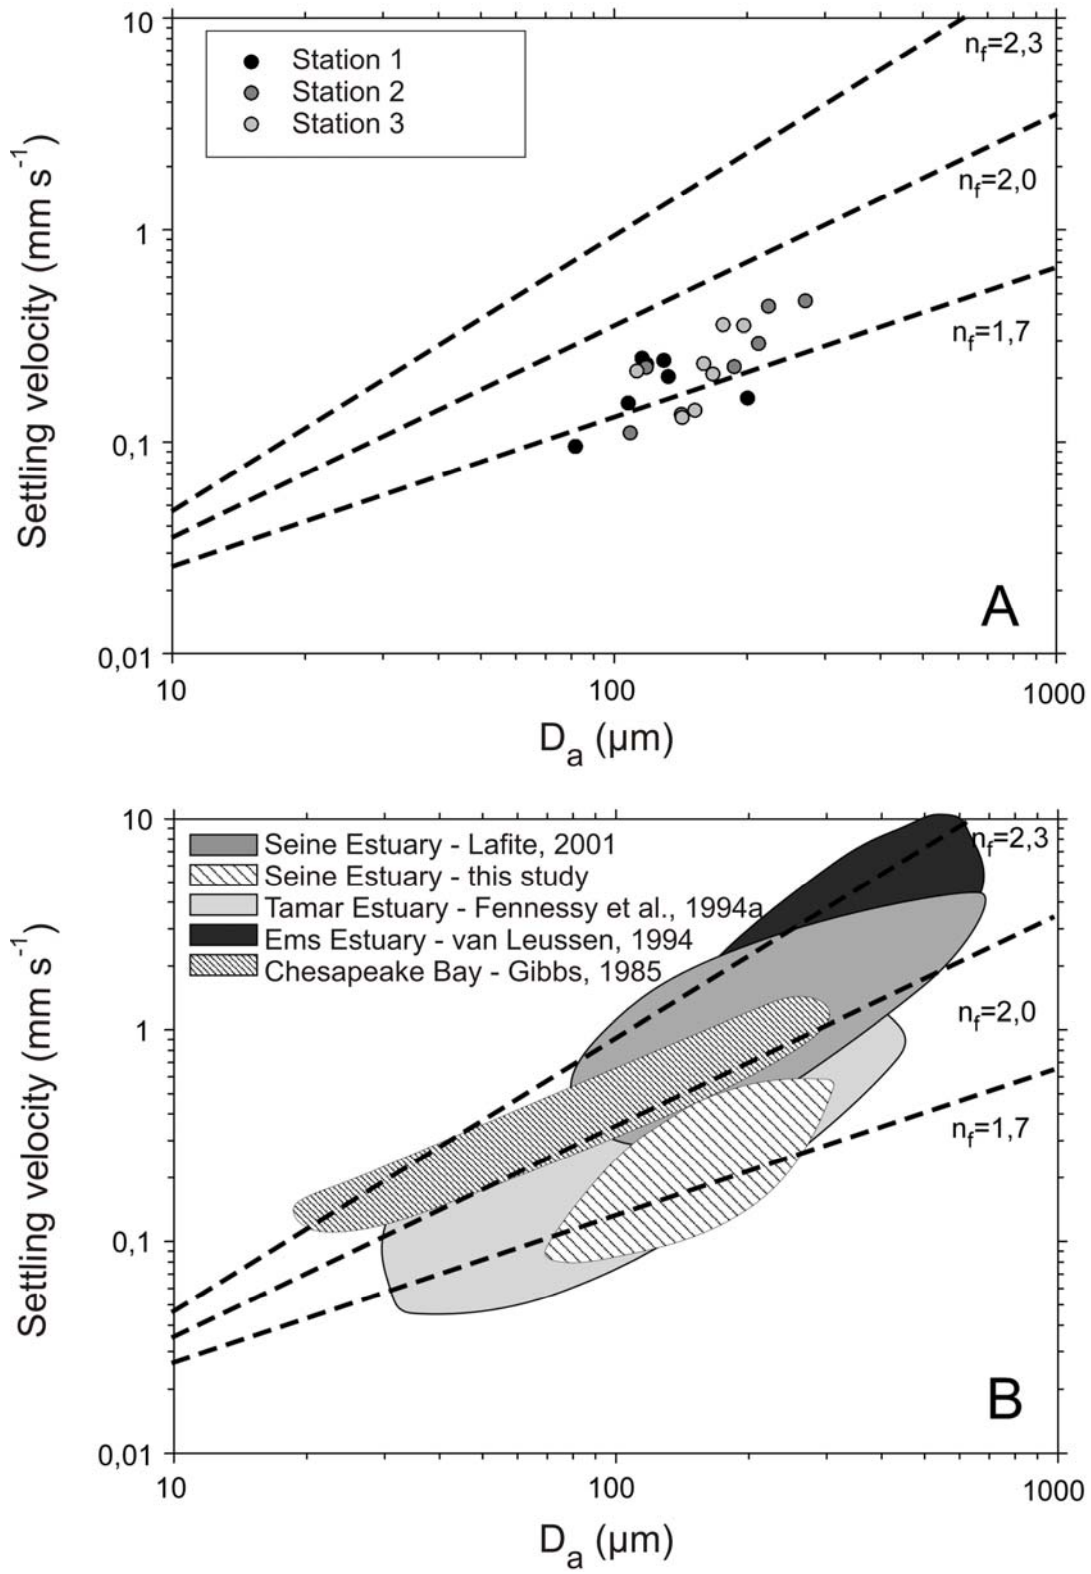 10
1
0,1
0,01
Settling velocity (mm s⁻¹)
Station 1
Station 2
Station 3
n_f=2,3
n_f=2,0
n_f=1,7
A
10
100
1000
D_a (μm)
10
1
0,1
0,01
Settling velocity (mm s⁻¹)
Seine Estuary - Lafite, 2001
Seine Estuary - this study
Tamar Estuary - Fennessy et al., 1994a
Ems Estuary - van Leussen, 1994
Chesapeake Bay - Gibbs, 1985
n_f=2,3
n_f=2,0
n_f=1,7
B
10
100
1000
D_a (μm)